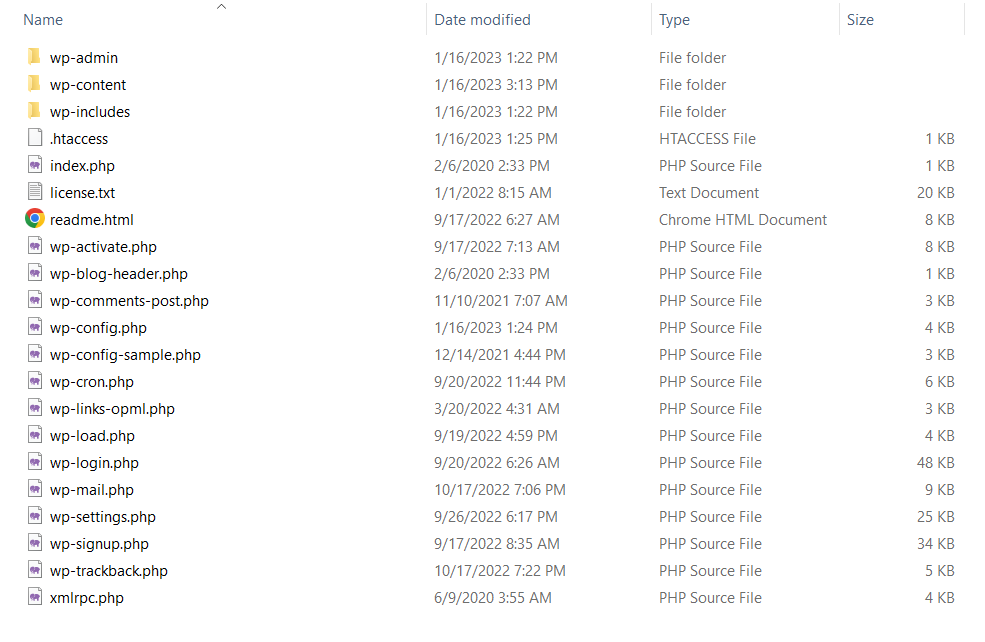 Name Date modified Type Size
wp-admin 1/16/2023 1:22 PM File folder
wp-content 1/16/2023 3:13 PM File folder
wp-includes 1/16/2023 1:22 PM File folder
.htaccess 1/16/2023 1:25 PM HTACCESS File 1 KB
index.php 2/6/2020 2:33 PM PHP Source File 1 KB
license.txt 1/1/2022 8:15 AM Text Document 20 KB
readme.html 9/17/2022 6:27 AM Chrome HTML Document 8 KB
wp-activate.php 9/17/2022 7:13 AM PHP Source File 8 KB
wp-blog-header.php 2/6/2020 2:33 PM PHP Source File 1 KB
wp-comments-post.php 11/10/2021 7:07 AM PHP Source File 3 KB
wp-config.php 1/16/2023 1:24 PM PHP Source File 4 KB
wp-config-sample.php 12/14/2021 4:44 PM PHP Source File 3 KB
wp-cron.php 9/20/2022 11:44 PM PHP Source File 6 KB
wp-links-opml.php 3/20/2022 4:31 AM PHP Source File 3 KB
wp-load.php 9/19/2022 4:59 PM PHP Source File 4 KB
wp-login.php 9/20/2022 6:26 AM PHP Source File 48 KB
wp-mail.php 10/17/2022 7:06 PM PHP Source File 9 KB
wp-settings.php 9/26/2022 6:17 PM PHP Source File 25 KB
wp-signup.php 9/17/2022 8:35 AM PHP Source File 34 KB
wp-trackback.php 10/17/2022 7:22 PM PHP Source File 5 KB
xmlrpc.php 6/9/2020 3:55 AM PHP Source File 4 KB